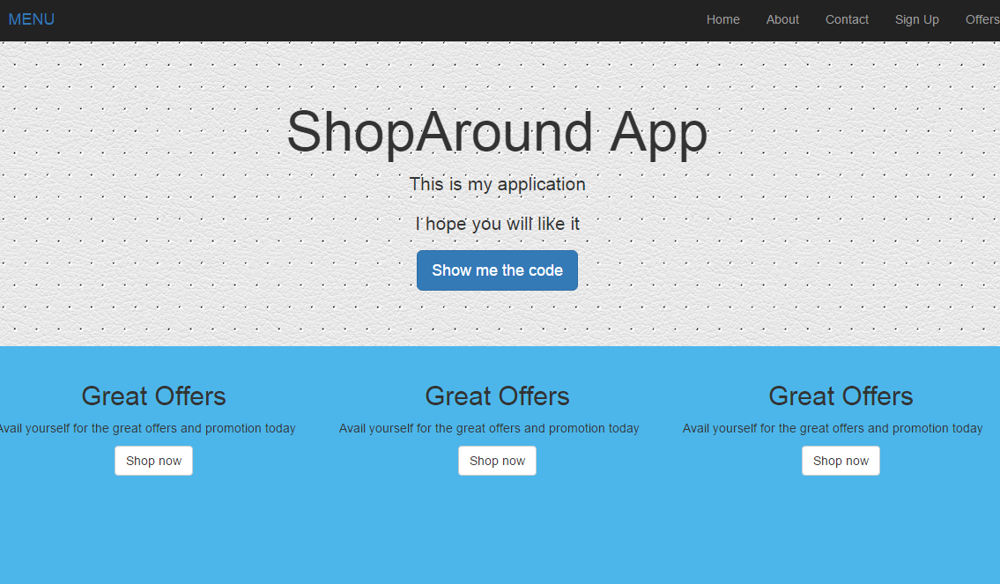 MENU Home About Contact Sign Up Offers
ShopAround App
This is my application
I hope you will like it
Show me the code
Great Offers Great Offers Great Offers
Avail yourself for the great offers and promotion today Avail yourself for the great offers and promotion today Avail yourself for the great offers and promotion today
Shop now Shop now Shop now